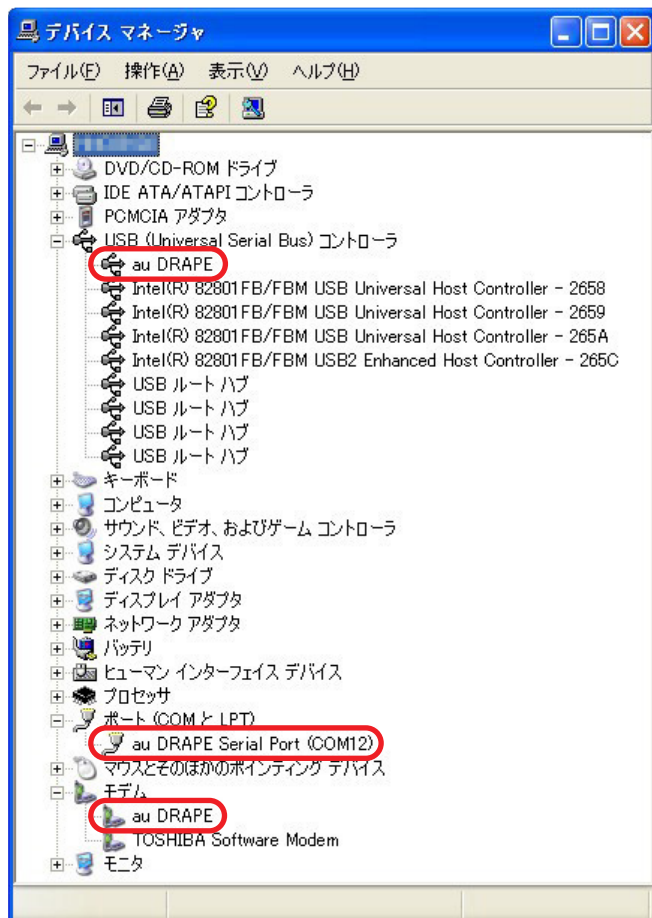 デバイス マネージャ
ファイル(F) 操作(A) 表示(V) ヘルプ(H)
DVD/CD-ROM ドライブ
IDE ATA/ATAPI コントローラ
PCMCIA アダプタ
USB (Universal Serial Bus) コントローラ
au DRAPE
Intel(R) 82801FB/FBM USB Universal Host Controller - 2658
Intel(R) 82801FB/FBM USB Universal Host Controller - 2659
Intel(R) 82801FB/FBM USB Universal Host Controller - 265A
Intel(R) 82801FB/FBM USB2 Enhanced Host Controller - 265C
USB ルート ハブ
USB ルート ハブ
USB ルート ハブ
USB ルート ハブ
キーボード
コンピュータ
サウンド、ビデオ、およびゲーム コントローラ
システム デバイス
ディスク ドライブ
ディスプレイ アダプタ
ネットワーク アダプタ
バッテリ
ヒューマン インターフェイス デバイス
プロセッサ
ポート (COM と LPT)
au DRAPE Serial Port (COM12)
マウスとそのほかのポインティング デバイス
モデム
au DRAPE
TOSHIBA Software Modem
モニタ